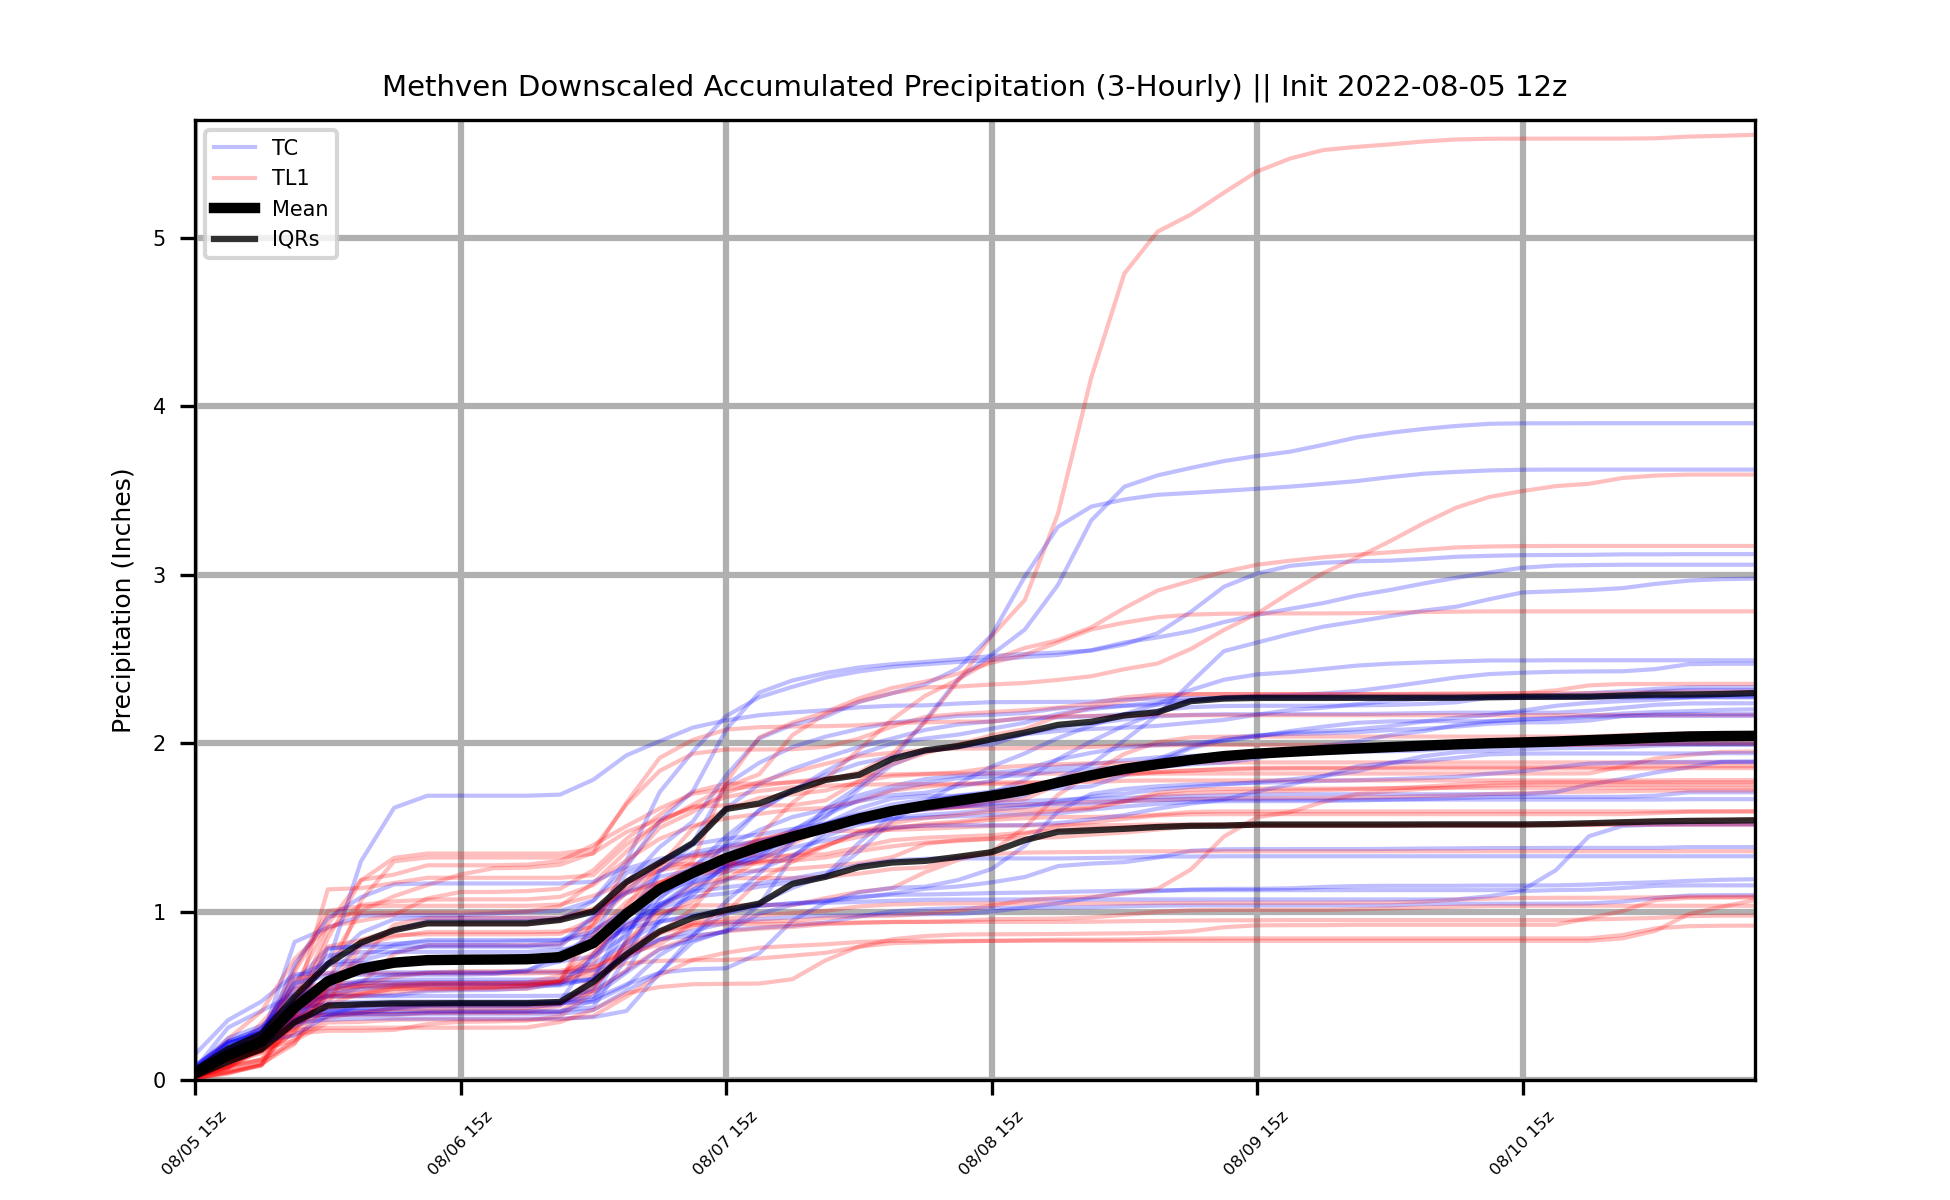 Methven Downscaled Accumulated Precipitation (3-Hourly) || Init 2022-08-05 12z
TC
TL1
Mean
IQRs
Precipitation (Inches)
5
4
3
2
1
0
08/05 15z
08/06 15z
08/07 15z
08/08 15z
08/09 15z
08/10 15z